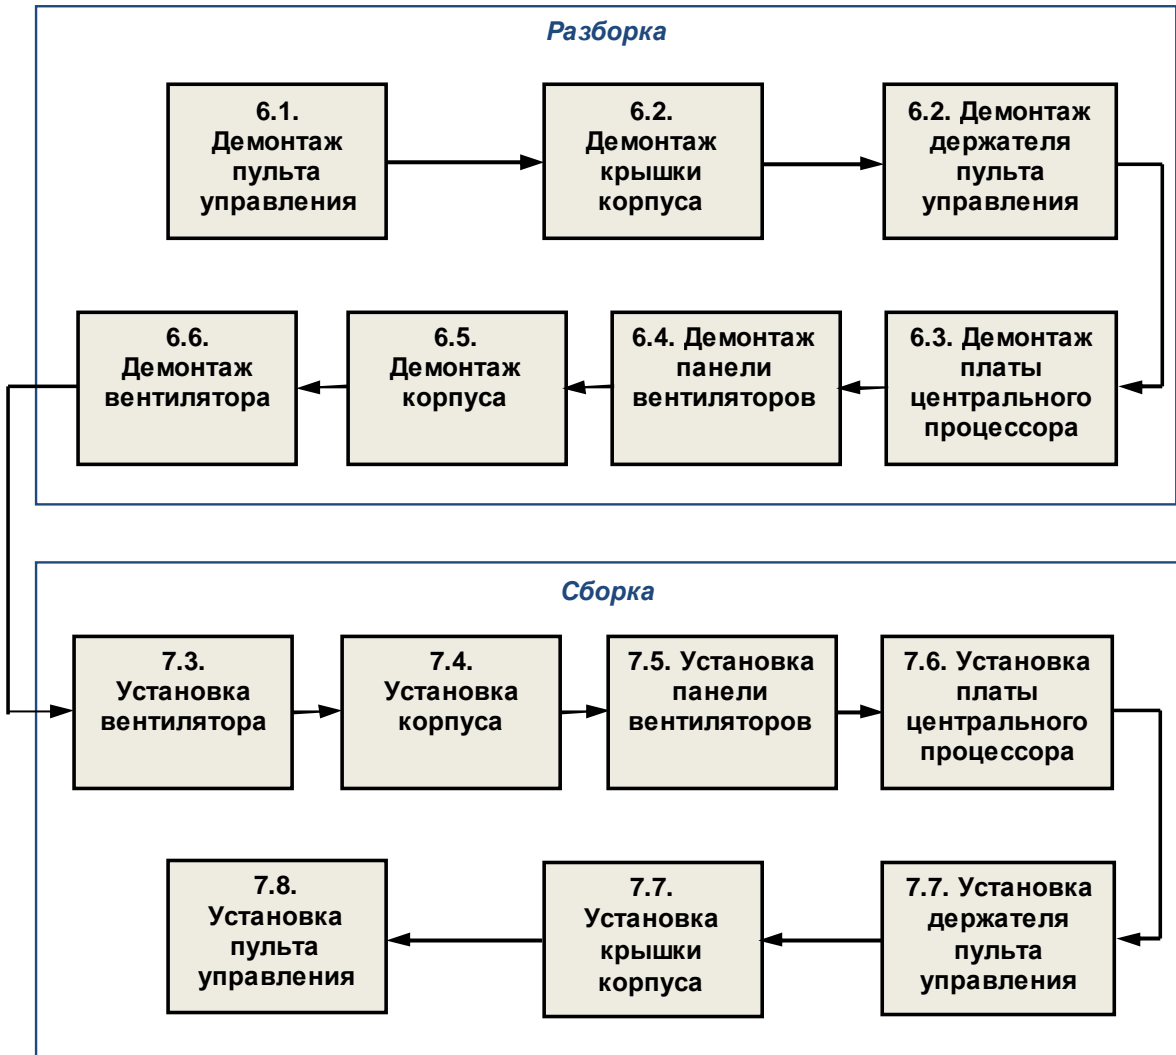 Разборка
6.1.
Демонтаж
пульта
управления
6.2.
Демонтаж
крышки
корпуса
6.2. Демонтаж
держателя
пульта
управления
6.6.
Демонтаж
вентилятора
6.5.
Демонтаж
корпуса
6.4. Демонтаж
панели
вентиляторов
6.3. Демонтаж
платы
центрального
процессора
Сборка
7.3.
Установка
вентилятора
7.4.
Установка
корпуса
7.5. Установка
панели
вентиляторов
7.6. Установка
платы
центрального
процессора
7.8.
Установка
пульта
управления
7.7.
Установка
крышки
корпуса
7.7. Установка
держателя
пульта
управления